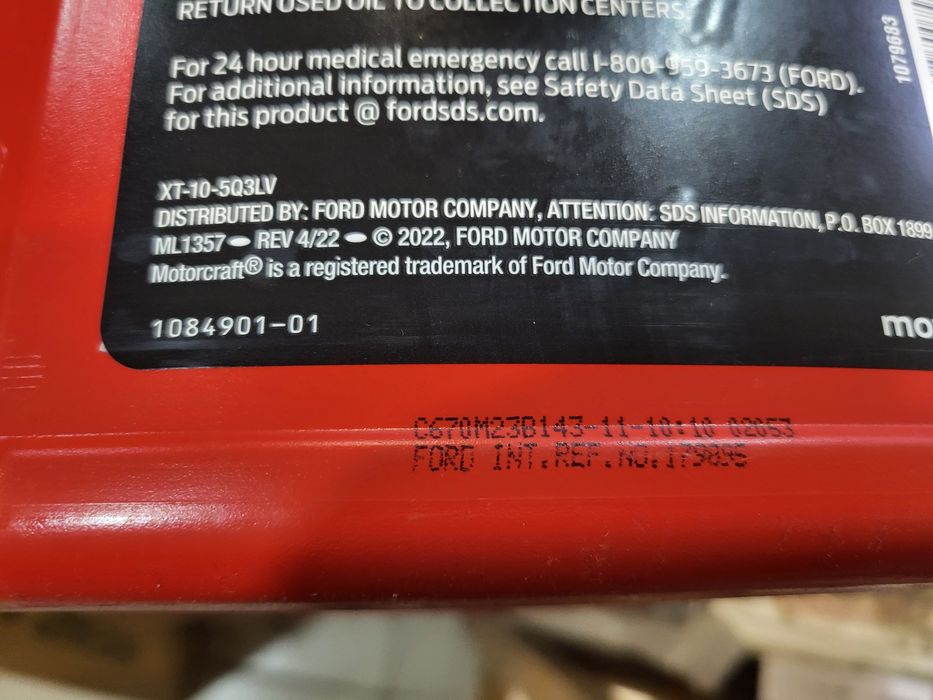 RETURN USED OIL TO COLLECTION CENTERS.
For 24 hour medical emergency call 1-800-959-3673 (FORD).
For additional information, see Safety Data Sheet (SDS)
for this product @ fordsds.com.
XT-10-5Q3LV
DISTRIBUTED BY: FORD MOTOR COMPANY, ATTENTION: SDS INFORMATION, P.O. BOX 1899
ML1357 – REV 4/22 – © 2022, FORD MOTOR COMPANY
Motorcraft® is a registered trademark of Ford Motor Company.
1084901-01
mo
1079683
C670M23B143-11-10:10 02053
FORD INT.REF.NO.179895